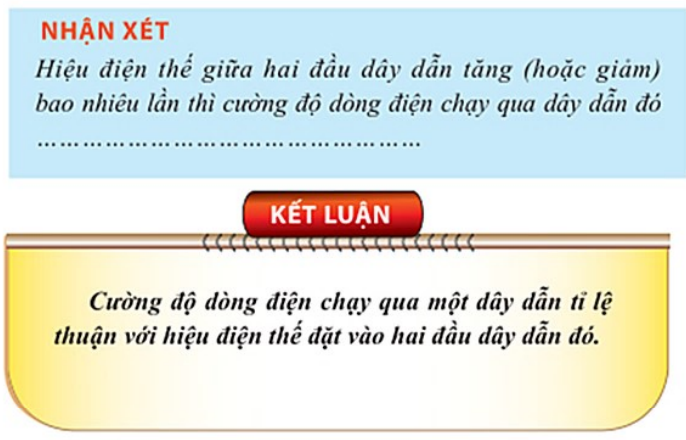 NHẬN XÉT
Hiệu điện thế giữa hai đầu dây dẫn tăng (hoặc giảm)
bao nhiêu lần thì cường độ dòng điện chạy qua dây dẫn đó
…………………………………………
KẾT LUẬN
Cường độ dòng điện chạy qua một dây dẫn tỉ lệ
thuận với hiệu điện thế đặt vào hai đầu dây dẫn đó.